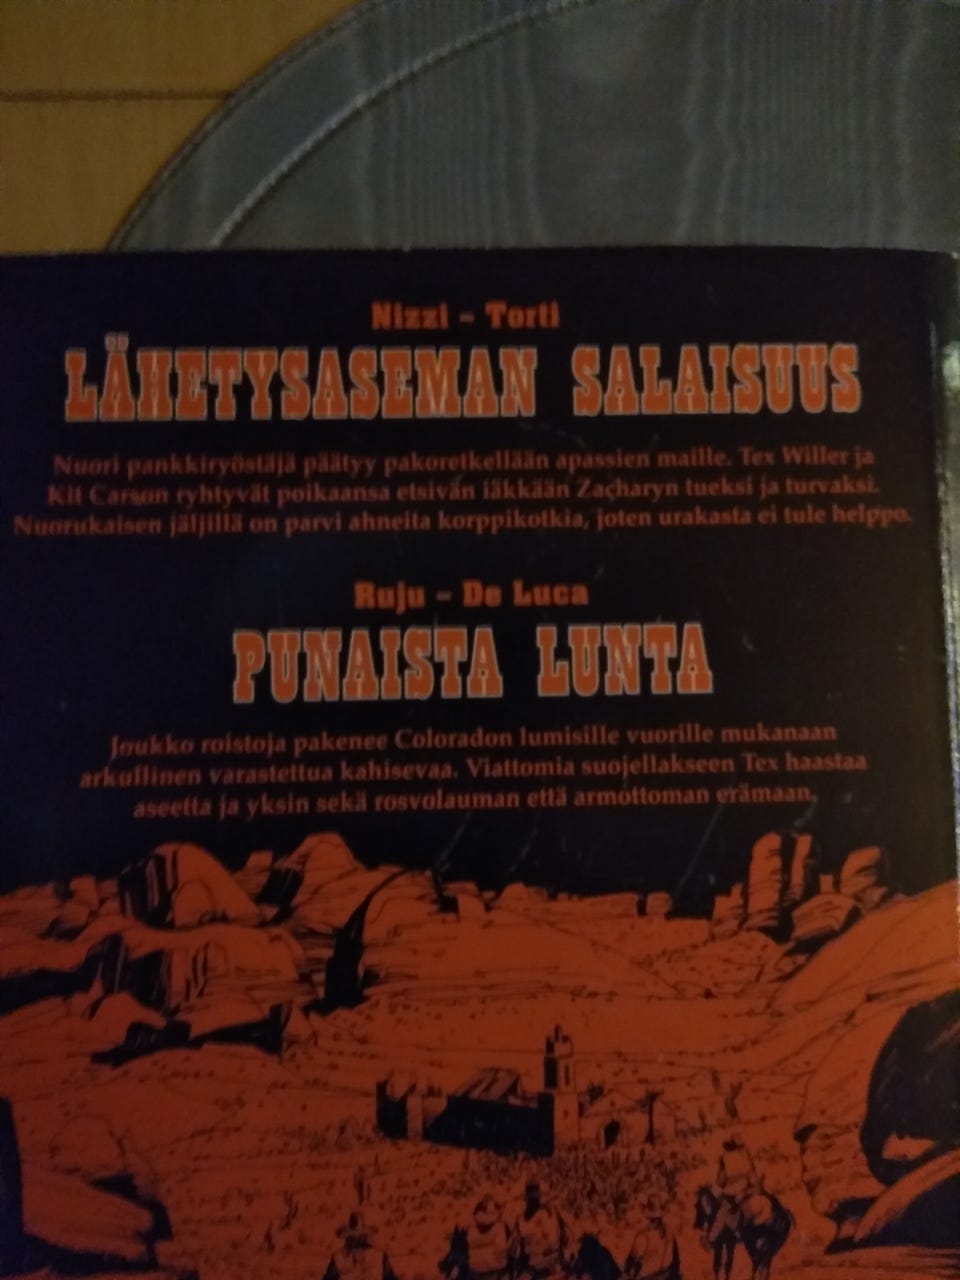 Nizzi - Torti
LÄHETYSASEMAN SALAISUUS
Nuori pankkiryöstäjä päätyy pakoretkellään apassien maille. Tex Willer ja
Kit Carson ryhtyvät poikaansa etsivän iäkkään Zacharyn tueksi ja turvaksi.
Nuorukaisen jäljillä on parvi ahneita korppikotkia, joten urakasta ei tule helppo.
Ruju - De Luca
PUNAISTA LUNTA
Joukko roistoja pakenee Coloradon lumisille vuorille mukanaan
arkullinen varastettua kahisevaa. Viattomia suojellakseen Tex haastaa
aseetta ja yksin sekä rosvolauman että armottoman erämaan.